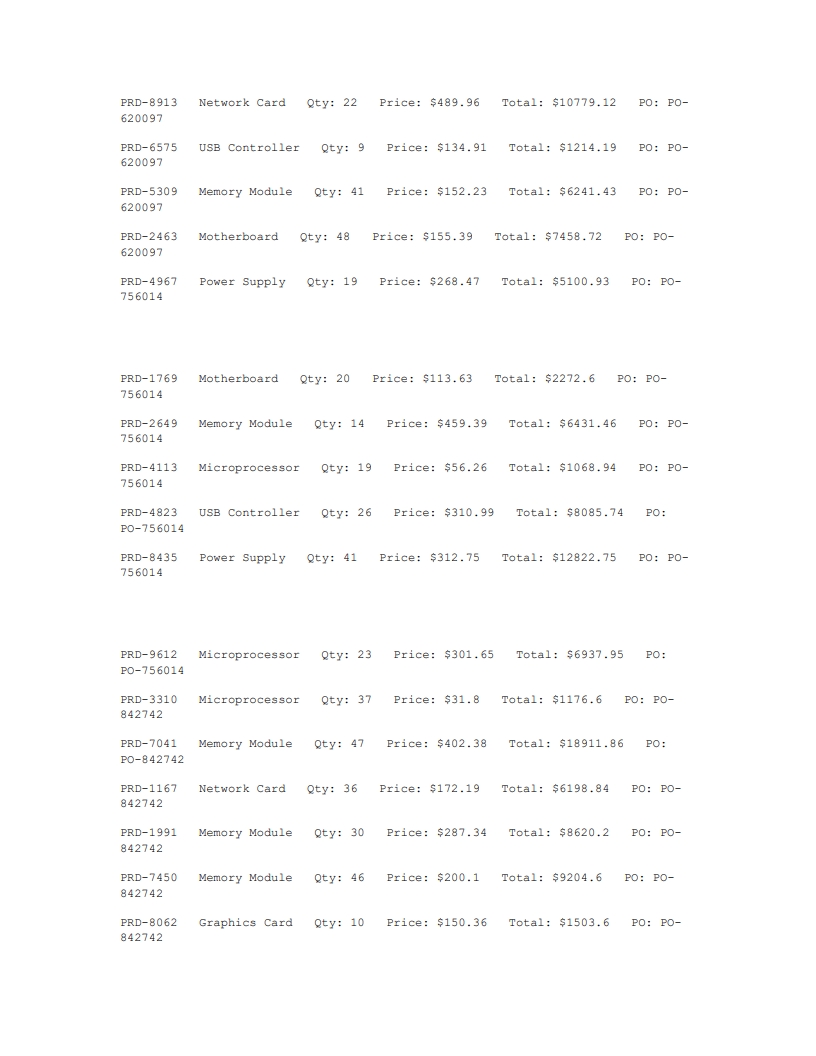 PRD-8913   Network Card   Qty: 22   Price: $489.96   Total: $10779.12   PO: PO-
620097
PRD-6575   USB Controller   Qty: 9   Price: $134.91   Total: $1214.19   PO: PO-
620097
PRD-5309   Memory Module   Qty: 41   Price: $152.23   Total: $6241.43   PO: PO-
620097
PRD-2463   Motherboard   Qty: 48   Price: $155.39   Total: $7458.72   PO: PO-
620097
PRD-4967   Power Supply   Qty: 19   Price: $268.47   Total: $5100.93   PO: PO-
756014
PRD-1769   Motherboard   Qty: 20   Price: $113.63   Total: $2272.6   PO: PO-
756014
PRD-2649   Memory Module   Qty: 14   Price: $459.39   Total: $6431.46   PO: PO-
756014
PRD-4113   Microprocessor   Qty: 19   Price: $56.26   Total: $1068.94   PO: PO-
756014
PRD-4823   USB Controller   Qty: 26   Price: $310.99   Total: $8085.74   PO:
PO-756014
PRD-8435   Power Supply   Qty: 41   Price: $312.75   Total: $12822.75   PO: PO-
756014
PRD-9612   Microprocessor   Qty: 23   Price: $301.65   Total: $6937.95   PO:
PO-756014
PRD-3310   Microprocessor   Qty: 37   Price: $31.8   Total: $1176.6   PO: PO-
842742
PRD-7041   Memory Module   Qty: 47   Price: $402.38   Total: $18911.86   PO:
PO-842742
PRD-1167   Network Card   Qty: 36   Price: $172.19   Total: $6198.84   PO: PO-
842742
PRD-1991   Memory Module   Qty: 30   Price: $287.34   Total: $8620.2   PO: PO-
842742
PRD-7450   Memory Module   Qty: 46   Price: $200.1   Total: $9204.6   PO: PO-
842742
PRD-8062   Graphics Card   Qty: 10   Price: $150.36   Total: $1503.6   PO: PO-
842742